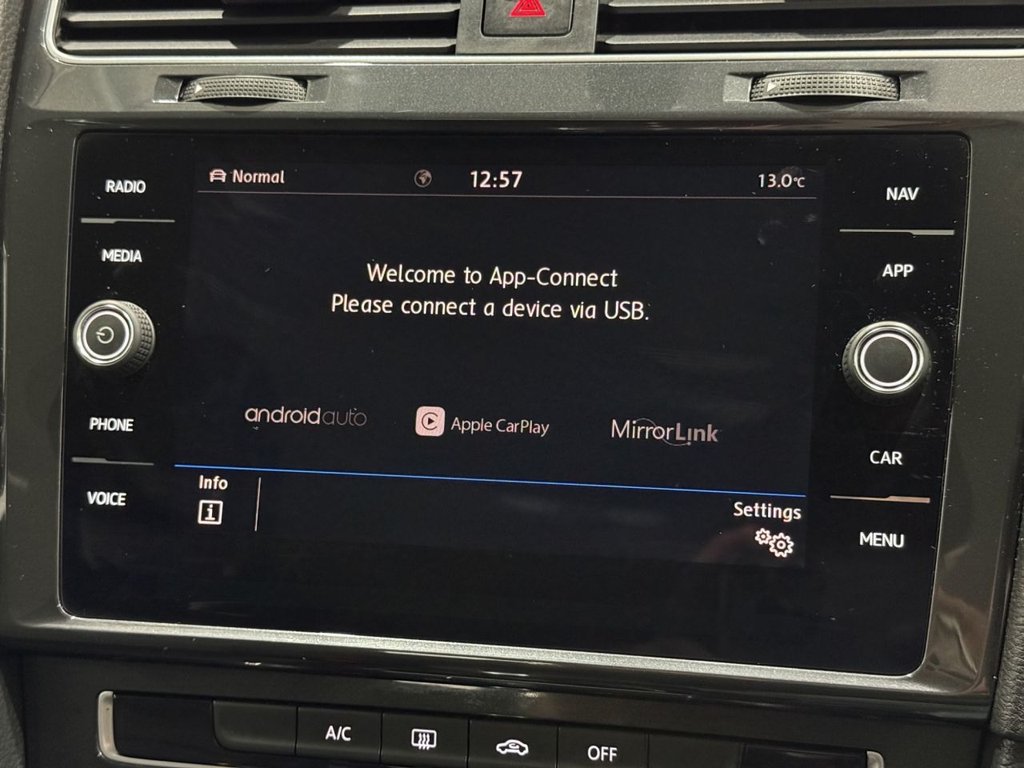 RADIO
MEDIA
PHONE
VOICE
Normal
12:57
13.0°C
Welcome to App-Connect
Please connect a device via USB.
androidauto
Apple CarPlay
MirrorLink
Info
i
Settings
NAV
APP
CAR
MENU
A/C
OFF